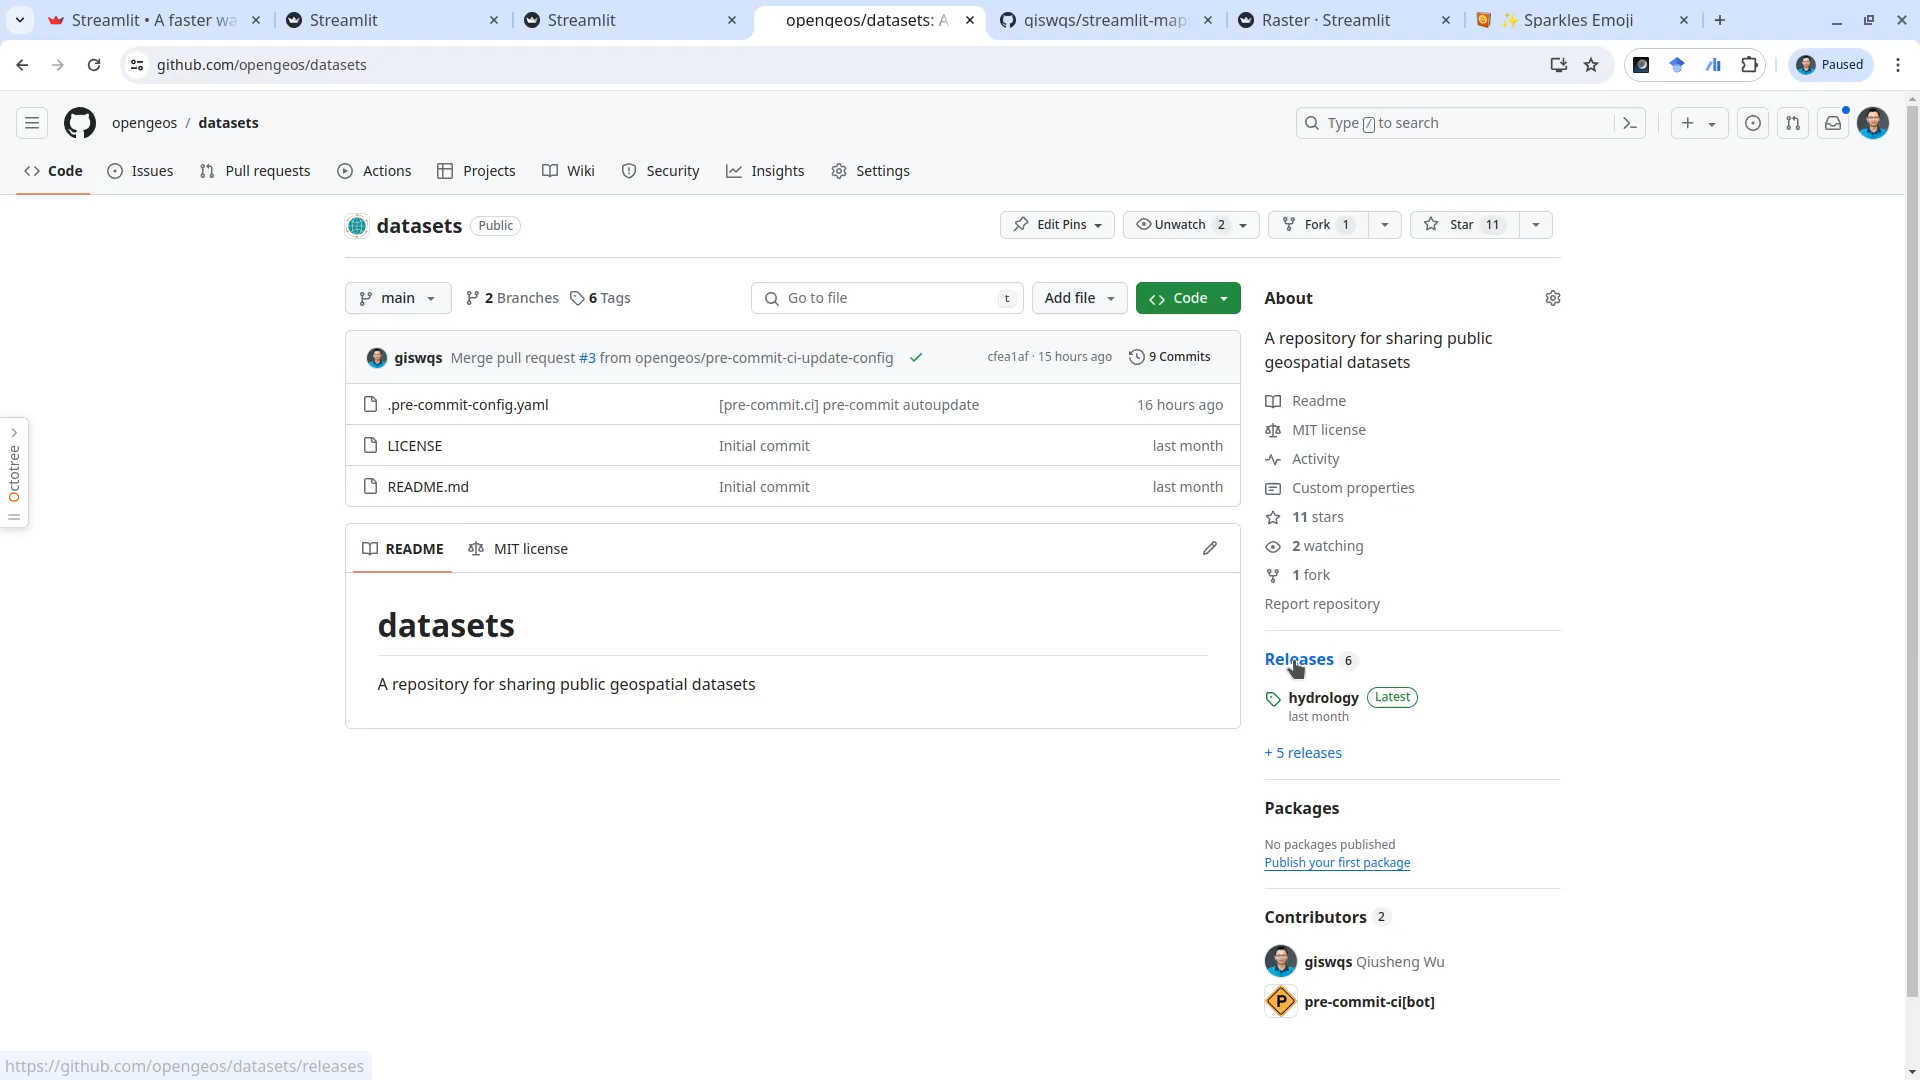 Streamlit • A faster wa
Streamlit
Streamlit
opengeos/datasets: A
giswqs/streamlit-map
Raster · Streamlit
✨ Sparkles Emoji
github.com/opengeos/datasets
Paused
opengeos / datasets
Type / to search
Code
Issues
Pull requests
Actions
Projects
Wiki
Security
Insights
Settings
datasets Public
Edit Pins
Unwatch 2
Fork 1
Star 11
main
2 Branches
6 Tags
Go to file t
Add file
Code
giswqs Merge pull request #3 from opengeos/pre-commit-ci-update-config
cfea1af · 15 hours ago
9 Commits
.pre-commit-config.yaml [pre-commit.ci] pre-commit autoupdate 16 hours ago
LICENSE Initial commit last month
README.md Initial commit last month
README
MIT license
datasets
A repository for sharing public geospatial datasets
About
A repository for sharing public
geospatial datasets
Readme
MIT license
Activity
Custom properties
11 stars
2 watching
1 fork
Report repository
Releases 6
hydrology Latest
last month
+ 5 releases
Packages
No packages published
Publish your first package
Contributors 2
giswqs Qiusheng Wu
pre-commit-ci[bot]
Octotree
https://github.com/opengeos/datasets/releases